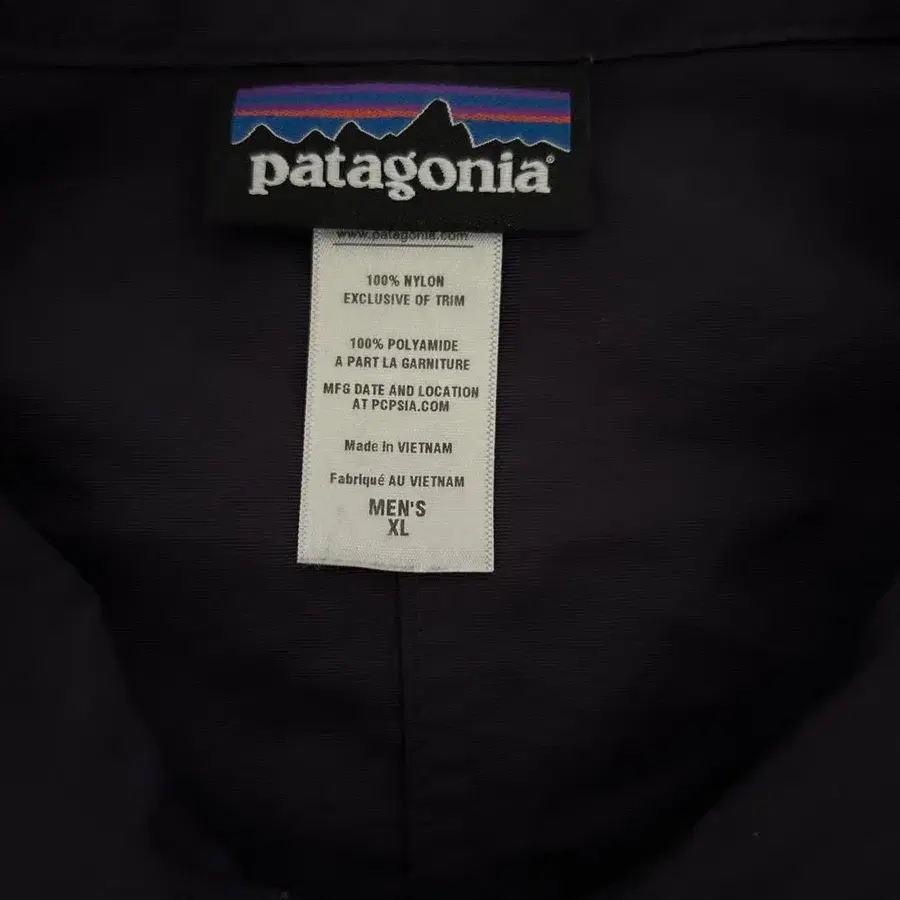 patagonia®
www.patagonia.com
100% NYLON
EXCLUSIVE OF TRIM
100% POLYAMIDE
A PART LA GARNITURE
MFG DATE AND LOCATION
AT PCPSIA.COM
Made in VIETNAM
Fabriqué AU VIETNAM
MEN'S
XL